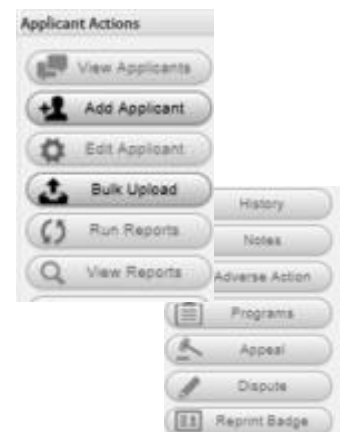 Applicant Actions
View Applicants
Add Applicant
Edit Applicant
Bulk Upload
Run Reports
View Reports
History
Notes
Adverse Action
Programs
Appeal
Dispute
Reprint Badge